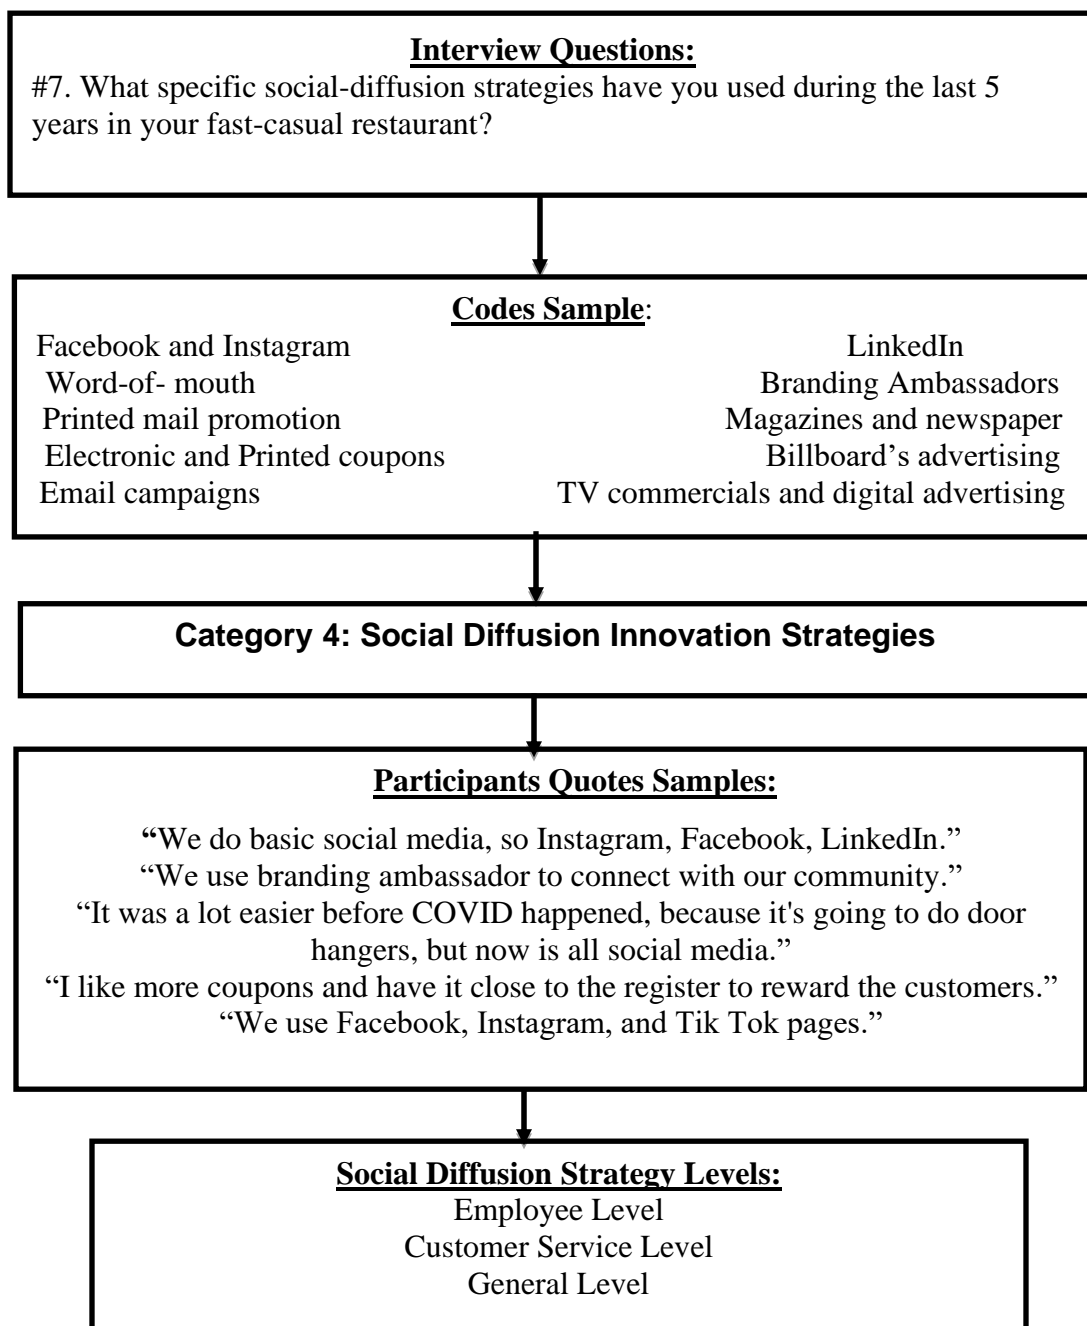 Interview Questions:
#7. What specific social-diffusion strategies have you used during the last 5
years in your fast-casual restaurant?
Codes Sample:
Facebook and Instagram LinkedIn
Word-of- mouth Branding Ambassadors
Printed mail promotion Magazines and newspaper
Electronic and Printed coupons Billboard’s advertising
Email campaigns TV commercials and digital advertising
Category 4: Social Diffusion Innovation Strategies
Participants Quotes Samples:
“We do basic social media, so Instagram, Facebook, LinkedIn.”
“We use branding ambassador to connect with our community.”
“It was a lot easier before COVID happened, because it's going to do door
hangers, but now is all social media.”
“I like more coupons and have it close to the register to reward the customers.”
“We use Facebook, Instagram, and Tik Tok pages.”
Social Diffusion Strategy Levels:
Employee Level
Customer Service Level
General Level